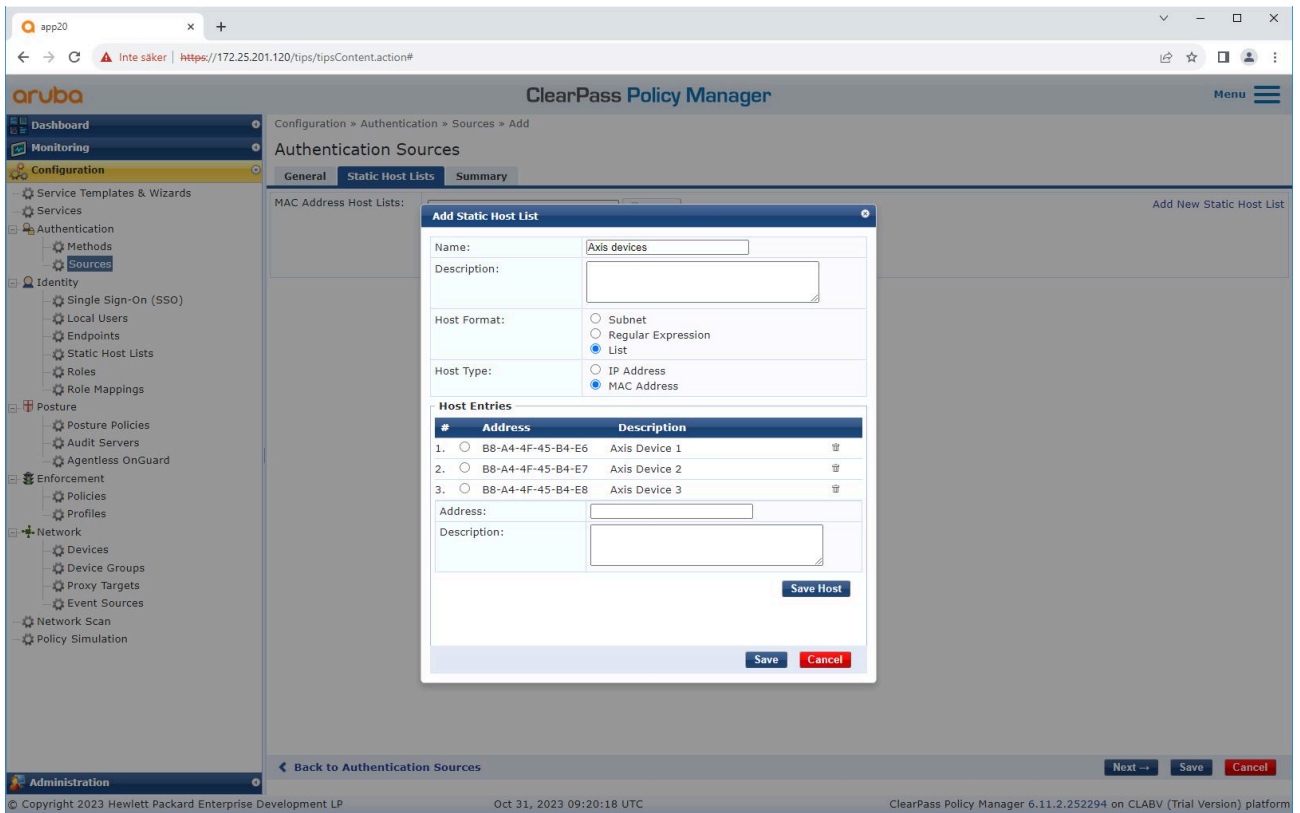 app20
Inte säker https://172.25.201.120/tips/tipsContent.action#
aruba
ClearPass Policy Manager
Menu
Dashboard
Monitoring
Configuration
Service Templates & Wizards
Services
Authentication
Methods
Sources
Identity
Single Sign-On (SSO)
Local Users
Endpoints
Static Host Lists
Roles
Role Mappings
Posture
Posture Policies
Audit Servers
Agentless OnGuard
Enforcement
Policies
Profiles
Network
Devices
Device Groups
Proxy Targets
Event Sources
Network Scan
Policy Simulation
Administration
Configuration » Authentication » Sources » Add
Authentication Sources
General Static Host Lists Summary
MAC Address Host Lists:
Add New Static Host List
Add Static Host List
Name: Axis devices
Description:
Host Format: Subnet
Regular Expression
List
Host Type: IP Address
MAC Address
Host Entries
# Address Description
1. B8-A4-4F-45-B4-E6 Axis Device 1
2. B8-A4-4F-45-B4-E7 Axis Device 2
3. B8-A4-4F-45-B4-E8 Axis Device 3
Address:
Description:
Save Host
Save Cancel
Back to Authentication Sources
Next → Save Cancel
© Copyright 2023 Hewlett Packard Enterprise Development LP Oct 31, 2023 09:20:18 UTC ClearPass Policy Manager 6.11.2.252294 on CLABV (Trial Version) platform